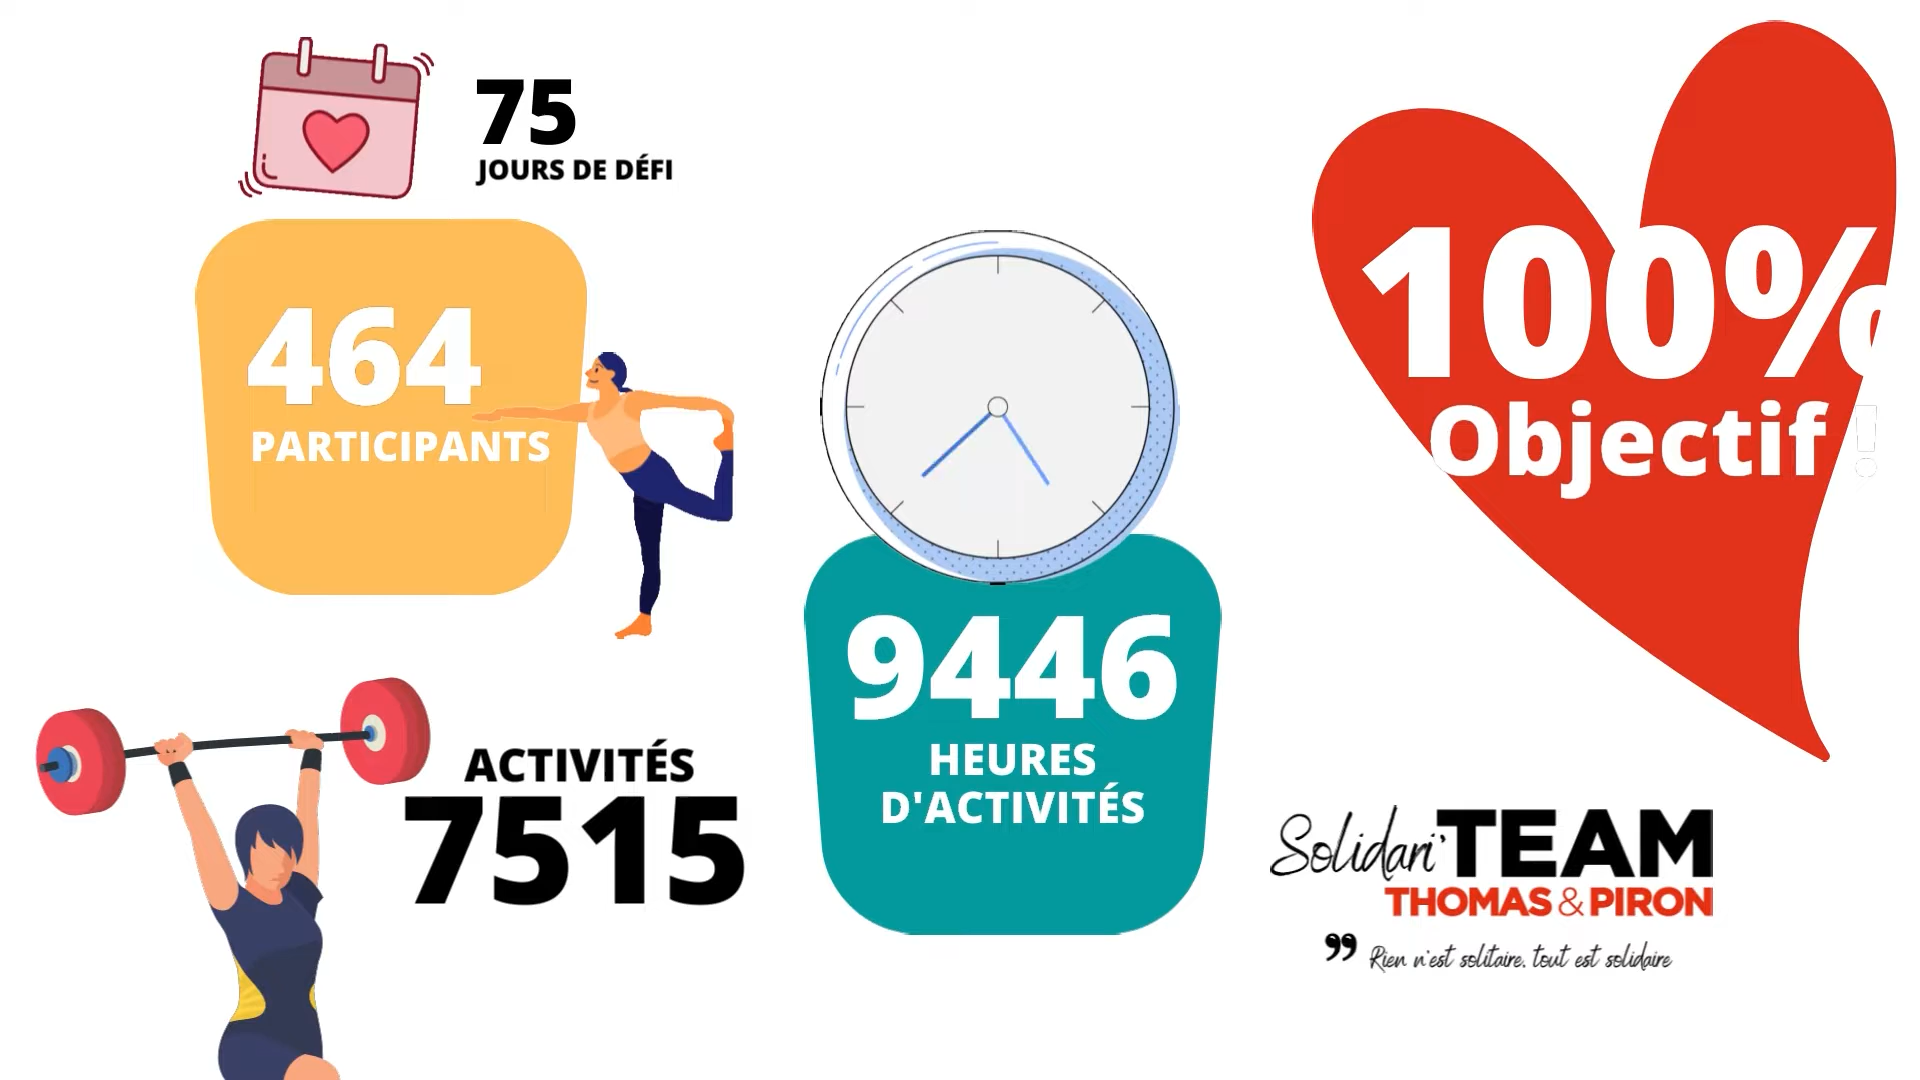 75
JOURS DE DÉFI
464
PARTICIPANTS
ACTIVITÉS
7515
9446
HEURES
D'ACTIVITÉS
100%
Objectif !
Solidari'TEAM
THOMAS & PIRON
” Rien n'est solitaire, tout est solidaire